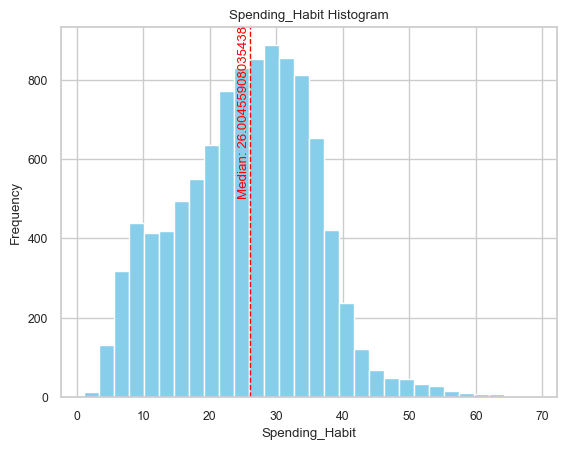 Spending_Habit Histogram
Median: 26.00455908035438
Frequency
800
600
400
200
0
0 10 20 30 40 50 60 70
Spending_Habit